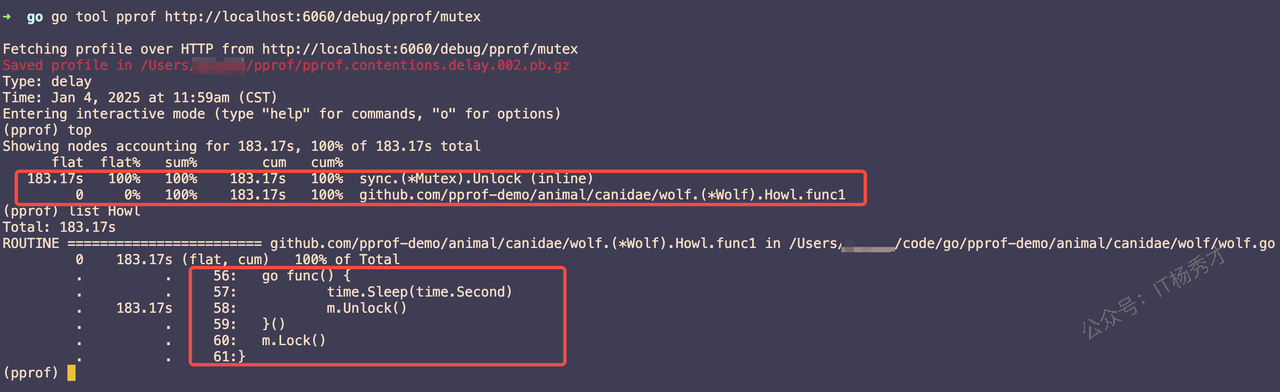 ➜ go go tool pprof http://localhost:6060/debug/pprof/mutex
Fetching profile over HTTP from http://localhost:6060/debug/pprof/mutex
Saved profile in /Users/ /pprof/pprof.contentions.delay.002.pb.gz
Type: delay
Time: Jan 4, 2025 at 11:59am (CST)
Entering interactive mode (type "help" for commands, "o" for options)
(pprof) top
Showing nodes accounting for 183.17s, 100% of 183.17s total
flat flat% sum% cum cum%
183.17s 100% 100% 183.17s 100% sync.(*Mutex).Unlock (inline)
0 0% 100% 183.17s 100% github.com/pprof-demo/animal/canidae/wolf.(*Wolf).Howl.func1
(pprof) list Howl
Total: 183.17s
ROUTINE ======================== github.com/pprof-demo/animal/canidae/wolf.(*Wolf).Howl.func1 in /Users/ /code/go/pprof-demo/animal/canidae/wolf/wolf.go
0 183.17s (flat, cum) 100% of Total
. . 56: go func() {
. . 57: time.Sleep(time.Second)
. 183.17s 58: m.Unlock()
. . 59: }()
. . 60: m.Lock()
. . 61:}
(pprof)
公众号：IT杨秀才